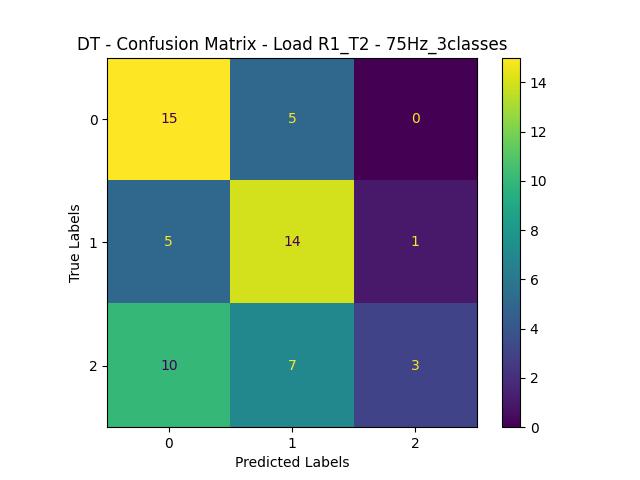 DT - Confusion Matrix - Load R1_T2 - 75Hz_3classes
0 15 5 0
1 5 14 1
2 10 7 3
0 1 2
True Labels
Predicted Labels
14
12
10
8
6
4
2
0